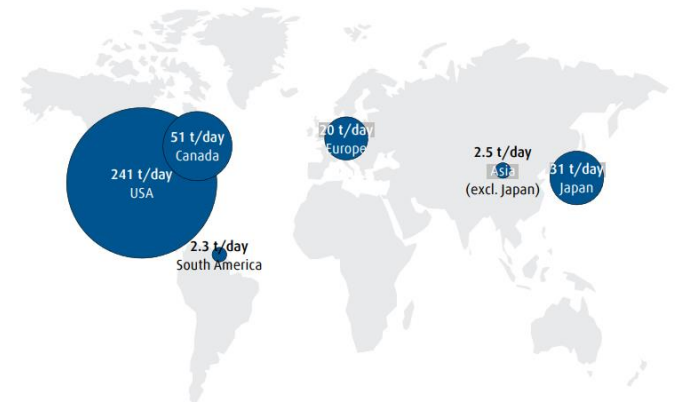 51 t/day
Canada
241 t/day
USA
20 t/day
Europe
2.5 t/day
Asia
(excl. Japan)
31 t/day
Japan
2.3 t/day
South America